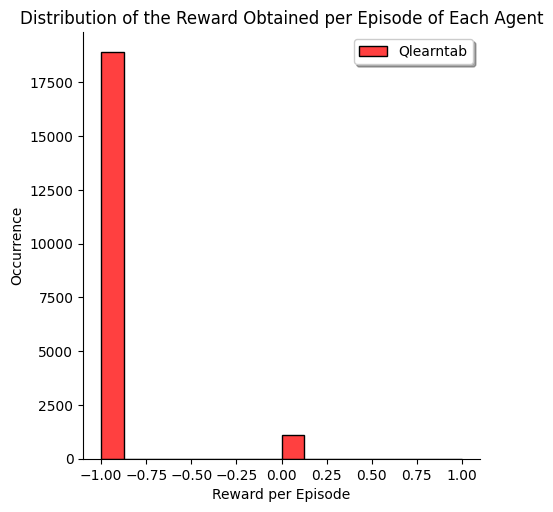 Distribution of the Reward Obtained per Episode of Each Agent
Qlearntab
17500
15000
12500
10000
7500
5000
2500
0
Occurrence
−1.00 −0.75 −0.50 −0.25 0.00 0.25 0.50 0.75 1.00
Reward per Episode